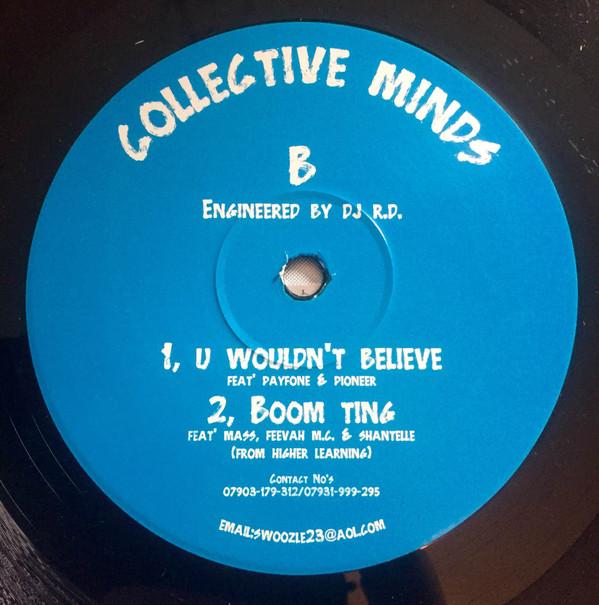 COLLECTIVE MINDS
B
ENGINEERED BY DJ R.D.
1, U WOULDN'T BELIEVE
FEAT' PAYFONE & PIONEER
2, BOOM TING
FEAT' MASS, FEEVAH M.C. & SHANTELLE
(FROM HIGHER LEARNING)
CONTACT NO'S
07903-179-312/07931-999-295
EMAIL:SWOOZLE23@AOL.COM